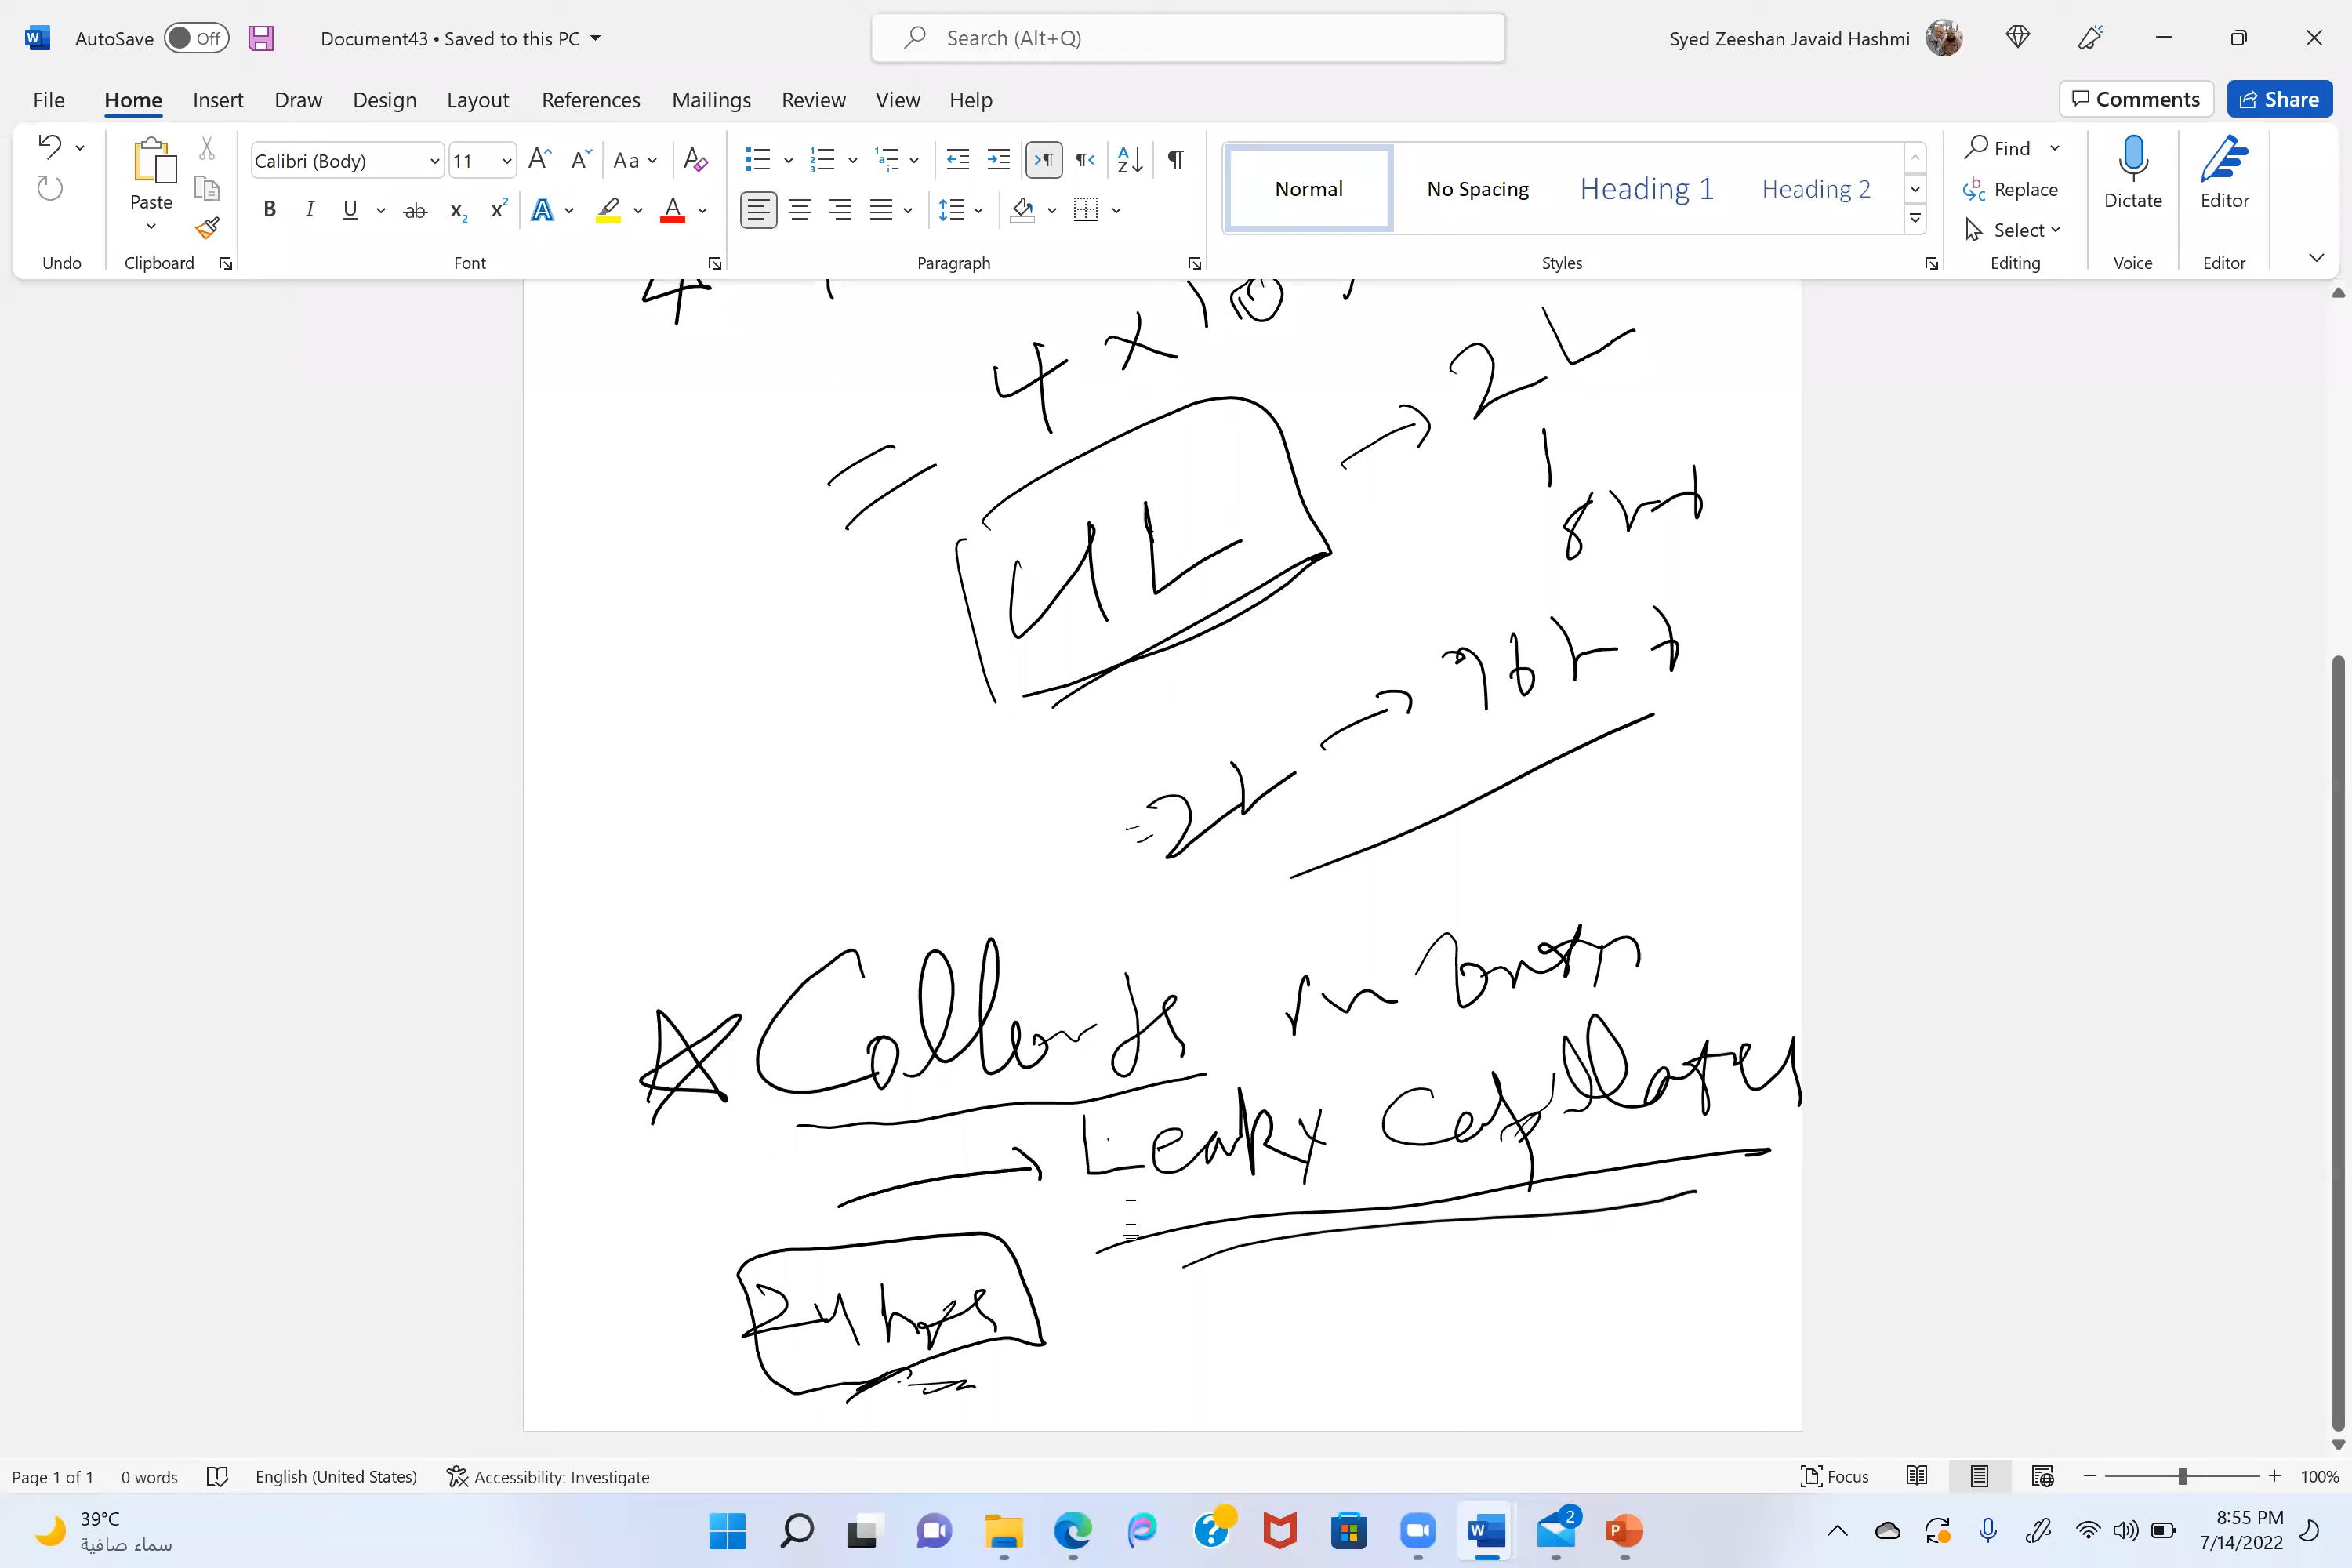 AutoSave Off Document43 • Saved to this PC Search (Alt+Q) Syed Zeeshan Javaid Hashmi
File Home Insert Draw Design Layout References Mailings Review View Help Comments Share
Paste Calibri (Body) 11 Aa Normal No Spacing Heading 1 Heading 2 Find Replace Select Dictate Editor
Undo Clipboard Font Paragraph Styles Editing Voice Editor
4
4 x 10
= 4L → 2L
8
= 2L →
Colloids in
→ Leaky Capillaries
24 hrs
Page 1 of 1 0 words English (United States) Accessibility: Investigate Focus 100%
39°C
سماء صافية
2
8:55 PM
7/14/2022